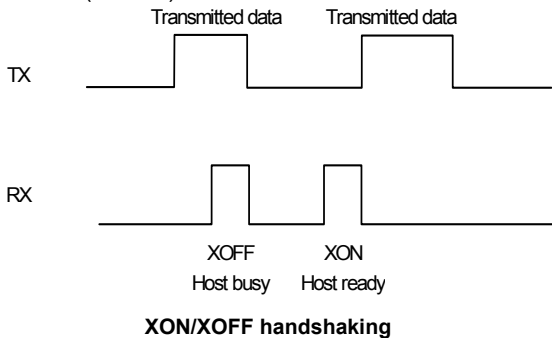 Transmitted data Transmitted data
TX
RX
XOFF XON
Host busy Host ready
XON/XOFF handshaking